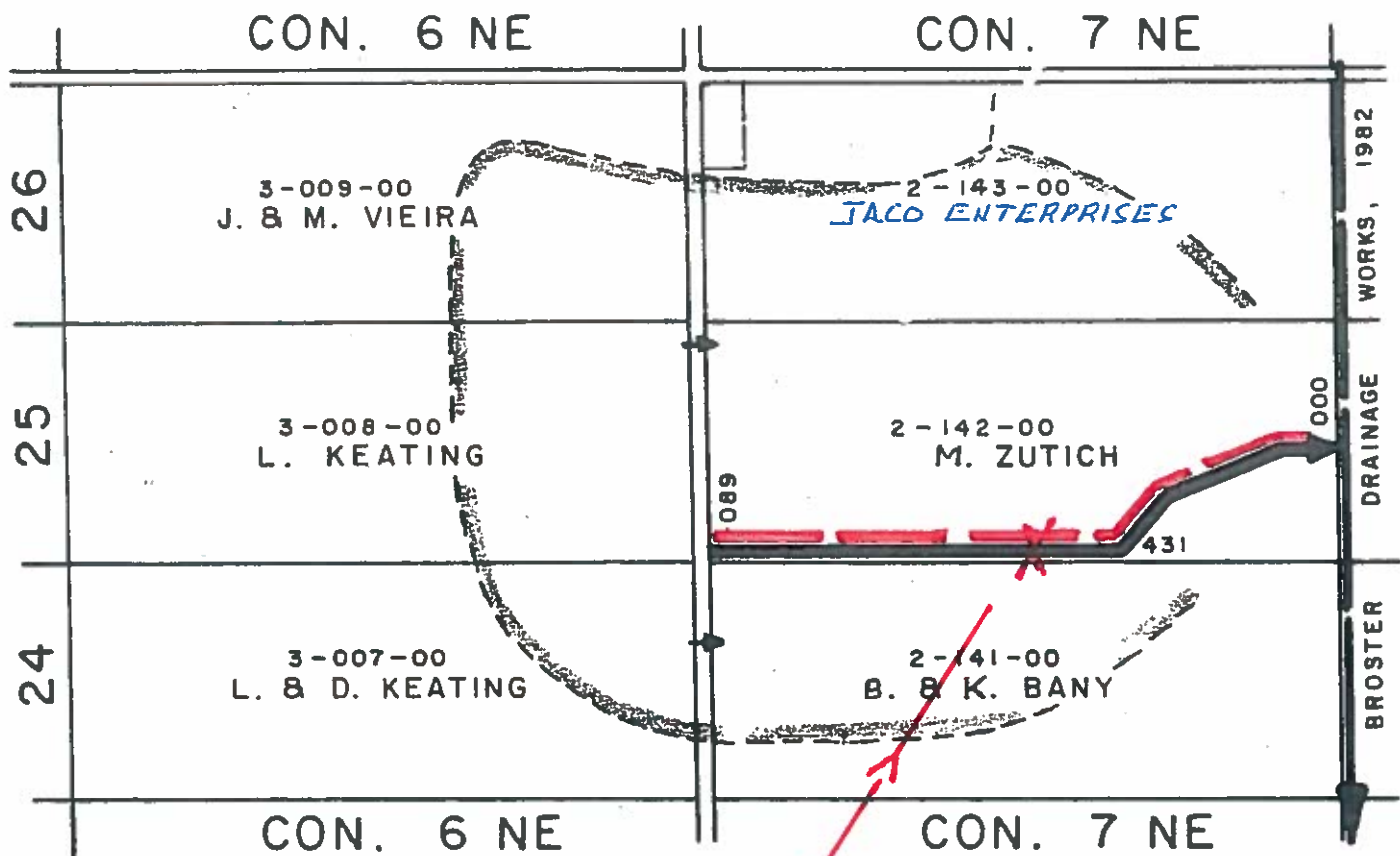 CON. 6 NE
CON. 7 NE
26
3-009-00
J. & M. VIEIRA
2-143-00
JACO ENTERPRISES
25
3-008-00
L. KEATING
2-142-00
M. ZUTICH
089
431
000
24
3-007-00
L. & D. KEATING
2-141-00
B. & K. BANY
BROSTER DRAINAGE WORKS, 1982
CON. 6 NE
CON. 7 NE